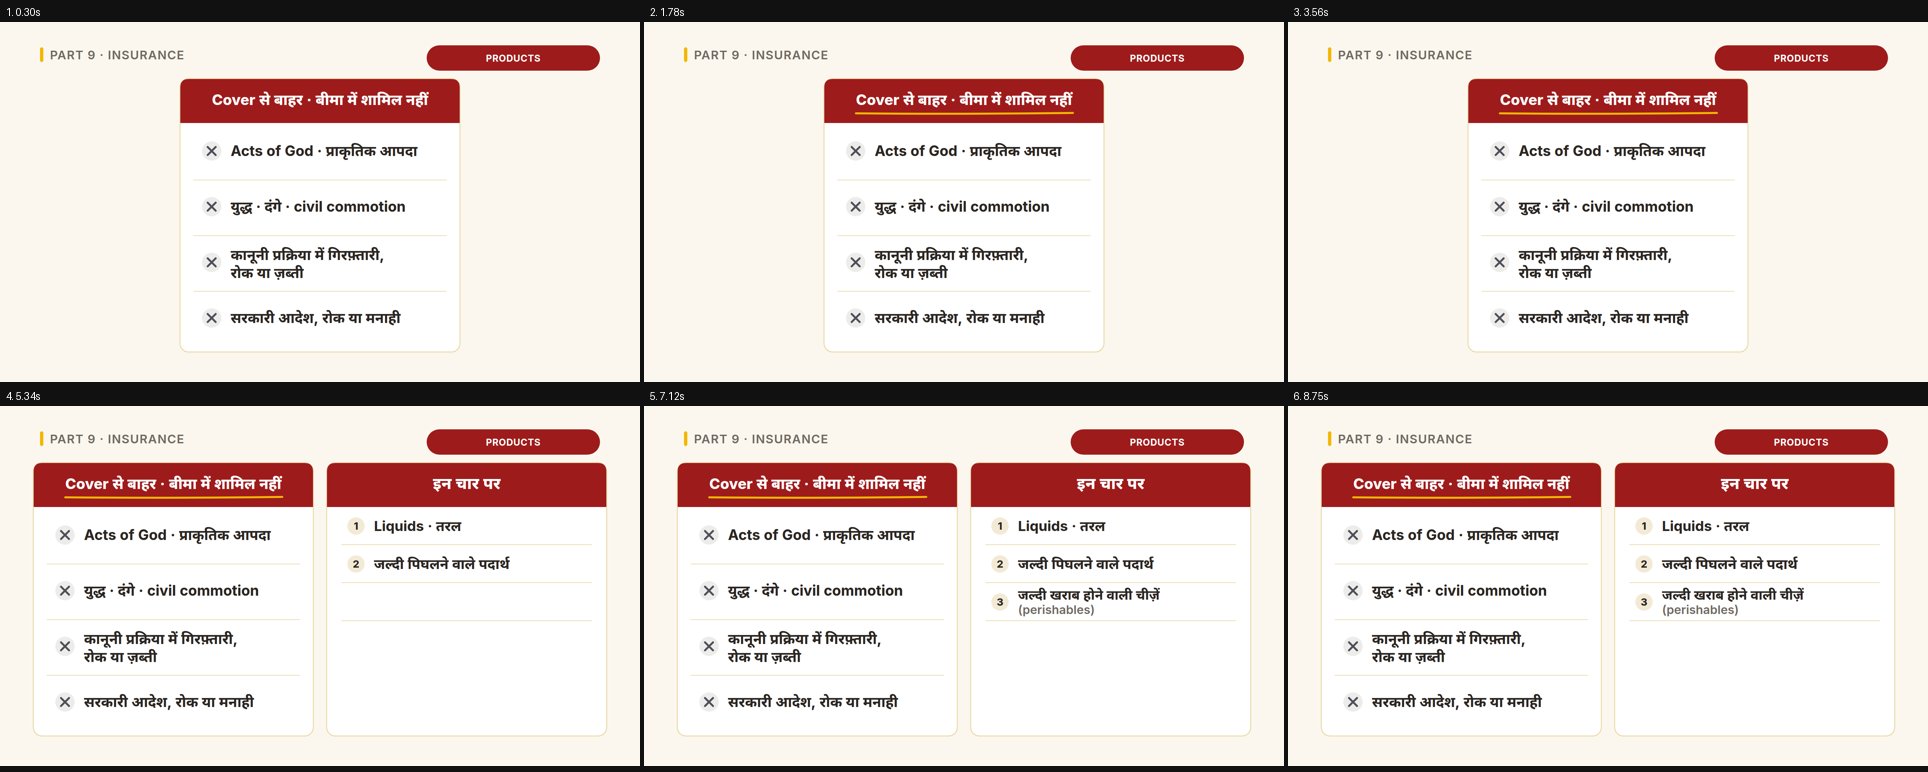 1. 0.30s
PART 9 · INSURANCE
PRODUCTS
Cover से बाहर · बीमा में शामिल नहीं
Acts of God · प्राकृतिक आपदा
युद्ध · दंगे · civil commotion
कानूनी प्रक्रिया में गिरफ़्तारी,
रोक या ज़ब्ती
सरकारी आदेश, रोक या मनाही
2. 1.78s
PART 9 · INSURANCE
PRODUCTS
Cover से बाहर · बीमा में शामिल नहीं
Acts of God · प्राकृतिक आपदा
युद्ध · दंगे · civil commotion
कानूनी प्रक्रिया में गिरफ़्तारी,
रोक या ज़ब्ती
सरकारी आदेश, रोक या मनाही
3. 3.56s
PART 9 · INSURANCE
PRODUCTS
Cover से बाहर · बीमा में शामिल नहीं
Acts of God · प्राकृतिक आपदा
युद्ध · दंगे · civil commotion
कानूनी प्रक्रिया में गिरफ़्तारी,
रोक या ज़ब्ती
सरकारी आदेश, रोक या मनाही
4. 5.34s
PART 9 · INSURANCE
PRODUCTS
Cover से बाहर · बीमा में शामिल नहीं
Acts of God · प्राकृतिक आपदा
युद्ध · दंगे · civil commotion
कानूनी प्रक्रिया में गिरफ़्तारी,
रोक या ज़ब्ती
सरकारी आदेश, रोक या मनाही
इन चार पर
1 Liquids · तरल
2 जल्दी पिघलने वाले पदार्थ
5. 7.12s
PART 9 · INSURANCE
PRODUCTS
Cover से बाहर · बीमा में शामिल नहीं
Acts of God · प्राकृतिक आपदा
युद्ध · दंगे · civil commotion
कानूनी प्रक्रिया में गिरफ़्तारी,
रोक या ज़ब्ती
सरकारी आदेश, रोक या मनाही
इन चार पर
1 Liquids · तरल
2 जल्दी पिघलने वाले पदार्थ
3 जल्दी खराब होने वाली चीज़ें
(perishables)
6. 8.75s
PART 9 · INSURANCE
PRODUCTS
Cover से बाहर · बीमा में शामिल नहीं
Acts of God · प्राकृतिक आपदा
युद्ध · दंगे · civil commotion
कानूनी प्रक्रिया में गिरफ़्तारी,
रोक या ज़ब्ती
सरकारी आदेश, रोक या मनाही
इन चार पर
1 Liquids · तरल
2 जल्दी पिघलने वाले पदार्थ
3 जल्दी खराब होने वाली चीज़ें
(perishables)